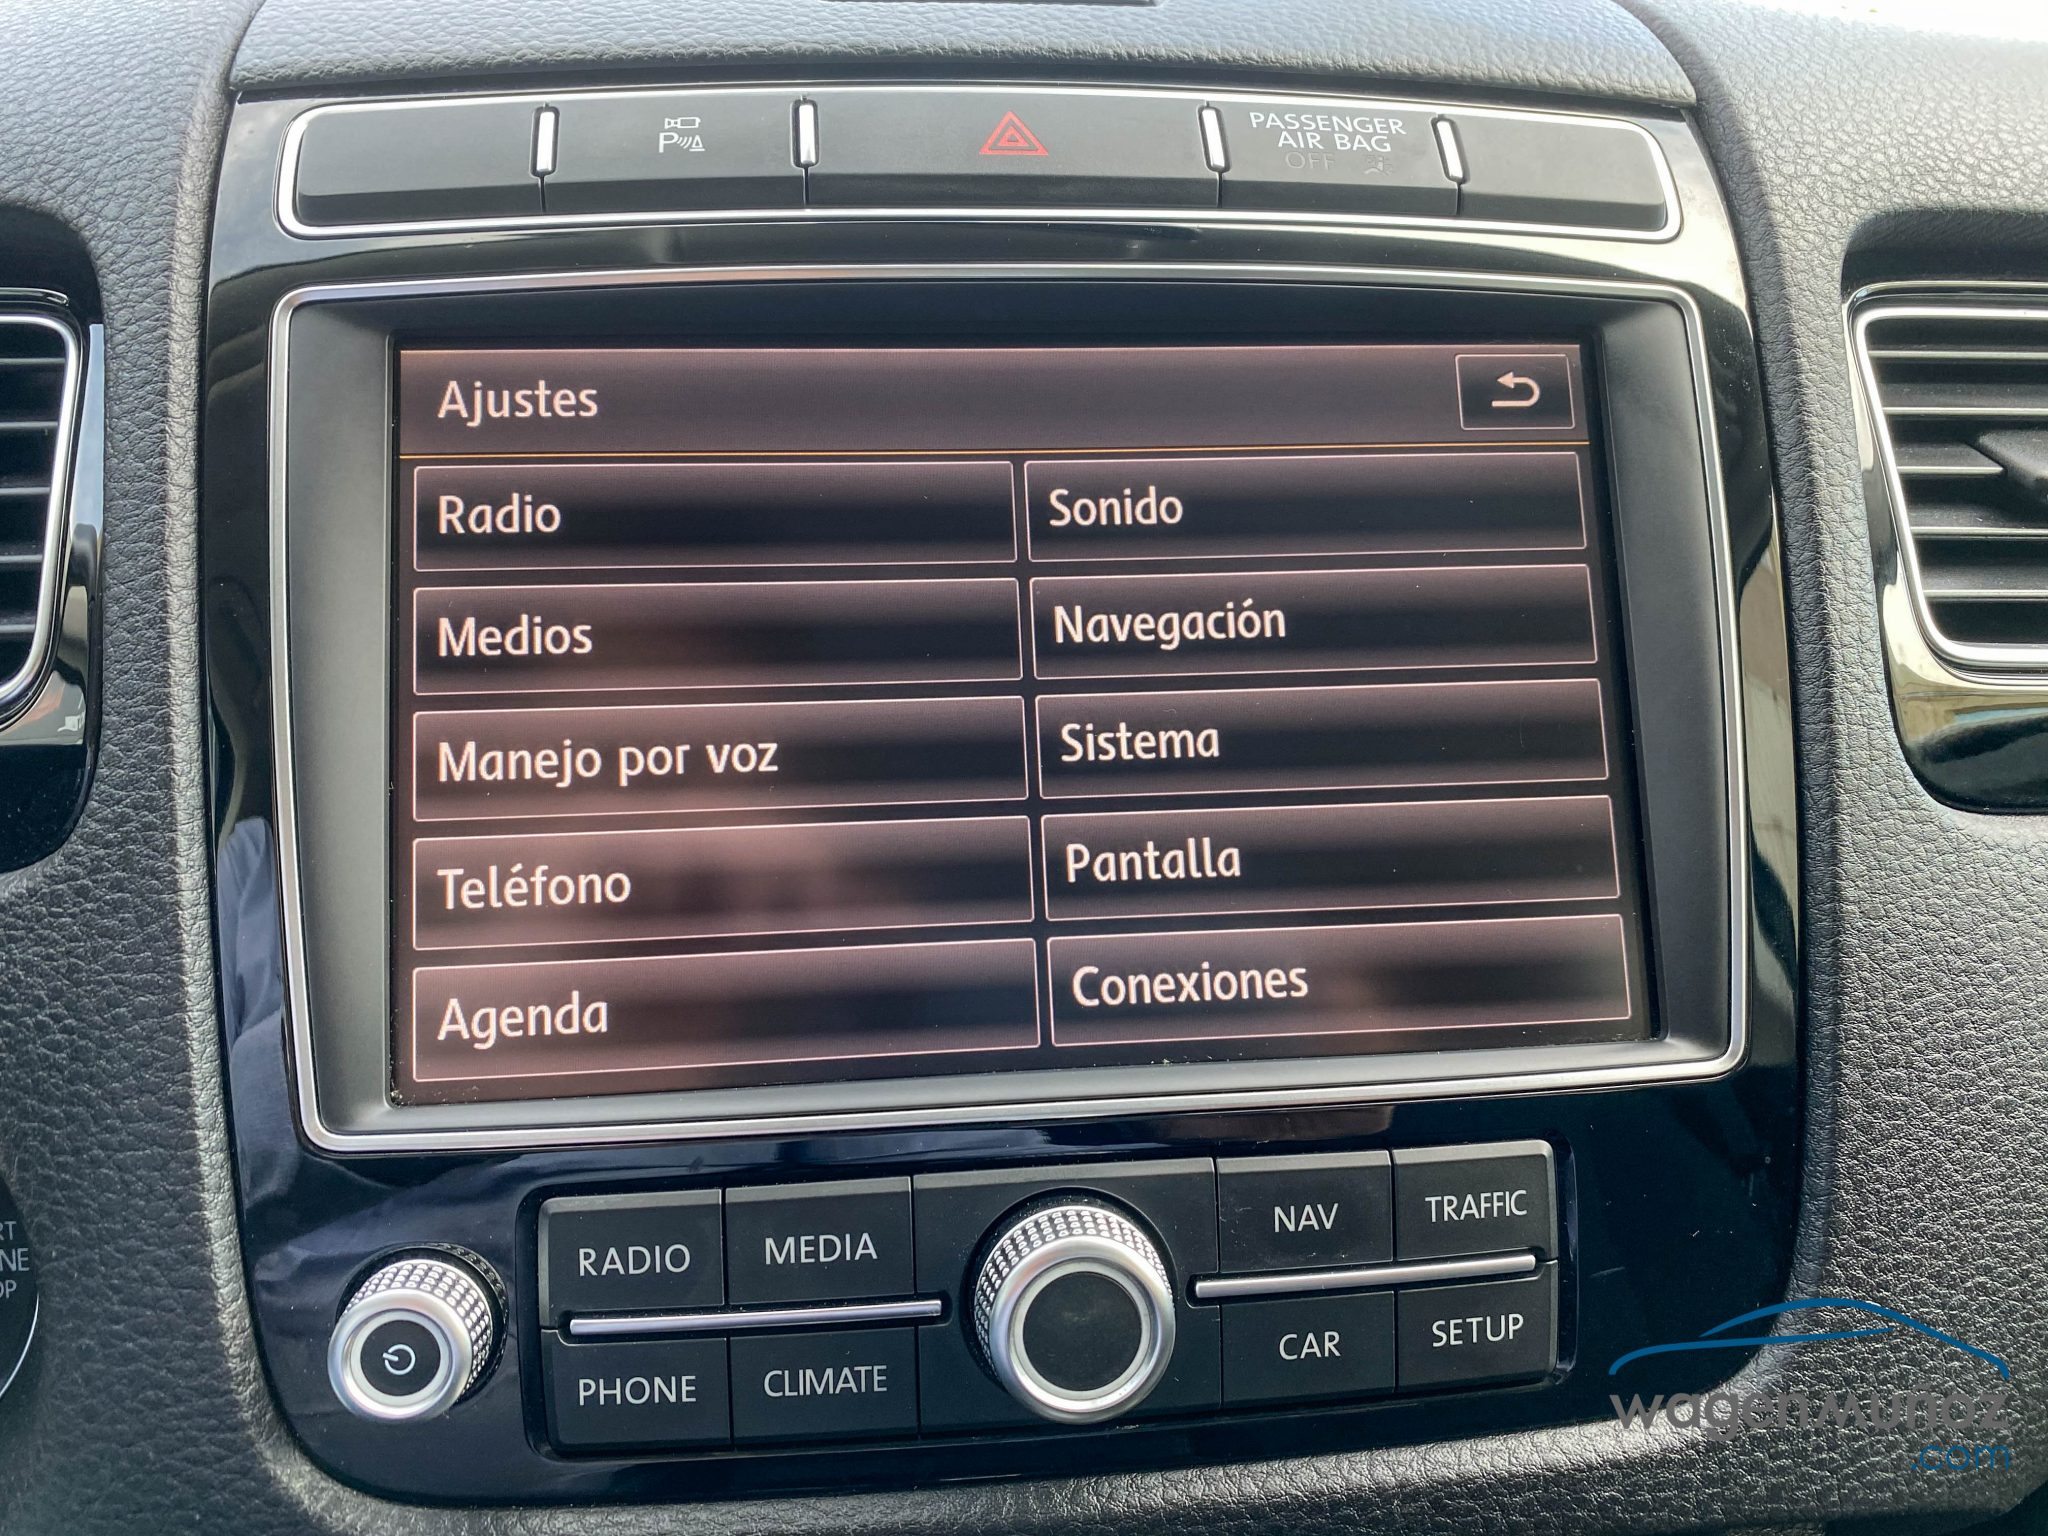 P
PASSENGER
AIR BAG
OFF
Ajustes
Radio
Sonido
Medios
Navegación
Manejo por voz
Sistema
Teléfono
Pantalla
Agenda
Conexiones
RADIO
MEDIA
NAV
TRAFFIC
PHONE
CLIMATE
CAR
SETUP
wagenmuñoz
.com